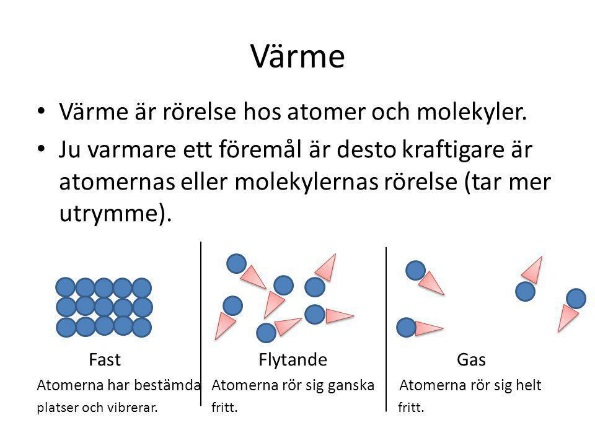 Värme
• Värme är rörelse hos atomer och molekyler.
• Ju varmare ett föremål är desto kraftigare är
atomernas eller molekylernas rörelse (tar mer
utrymme).
Fast
Atomerna har bestämda
platser och vibrerar.
Flytande
Atomerna rör sig ganska
fritt.
Gas
Atomerna rör sig helt
fritt.